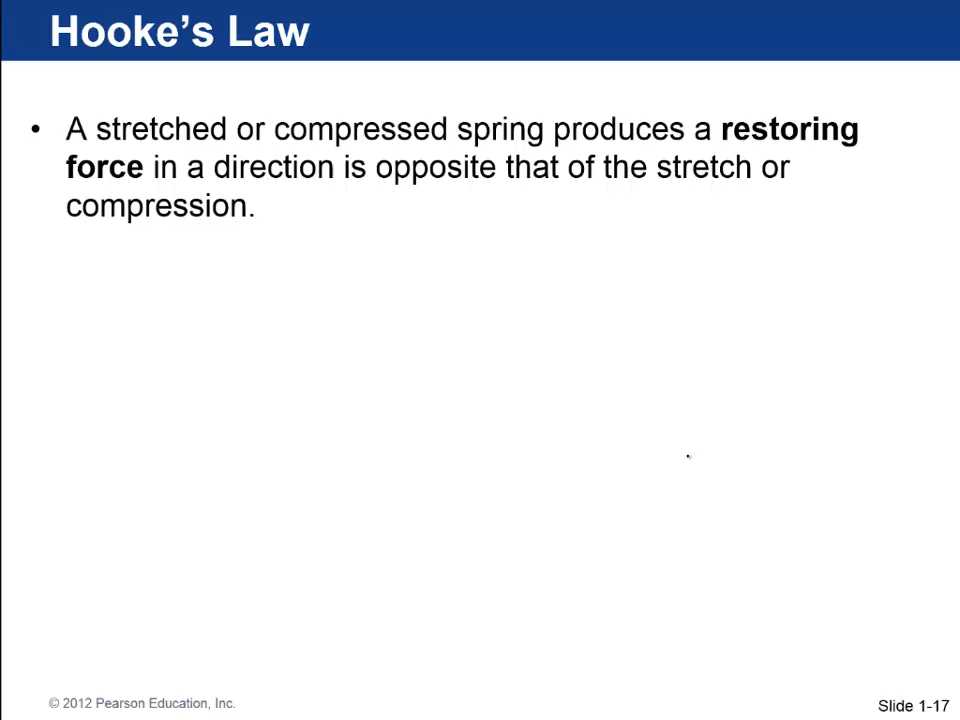 Hooke’s Law
• A stretched or compressed spring produces a restoring
force in a direction is opposite that of the stretch or
compression.
© 2012 Pearson Education, Inc.
Slide 1-17